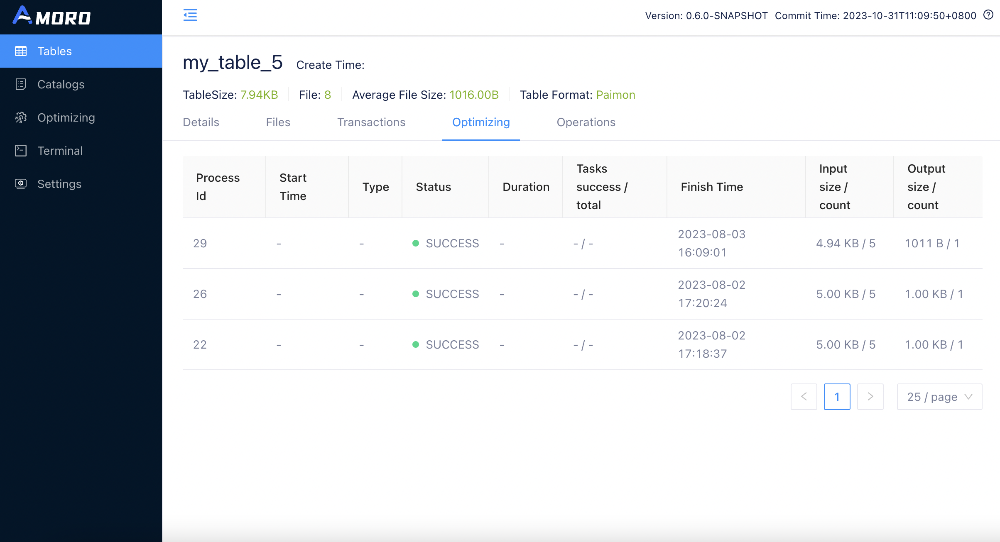 AMORO
Version: 0.6.0-SNAPSHOT Commit Time: 2023-10-31T11:09:50+0800
Tables
Catalogs
Optimizing
Terminal
Settings
my_table_5 Create Time:
TableSize: 7.94KB File: 8 Average File Size: 1016.00B Table Format: Paimon
Details Files Transactions Optimizing Operations
Process Id Start Time Type Status Duration Tasks success / total Finish Time Input size / count Output size / count
29 - - SUCCESS - - / - 2023-08-03 16:09:01 4.94 KB / 5 1011 B / 1
26 - - SUCCESS - - / - 2023-08-02 17:20:24 5.00 KB / 5 1.00 KB / 1
22 - - SUCCESS - - / - 2023-08-02 17:18:37 5.00 KB / 5 1.00 KB / 1
< 1 > 25 / page